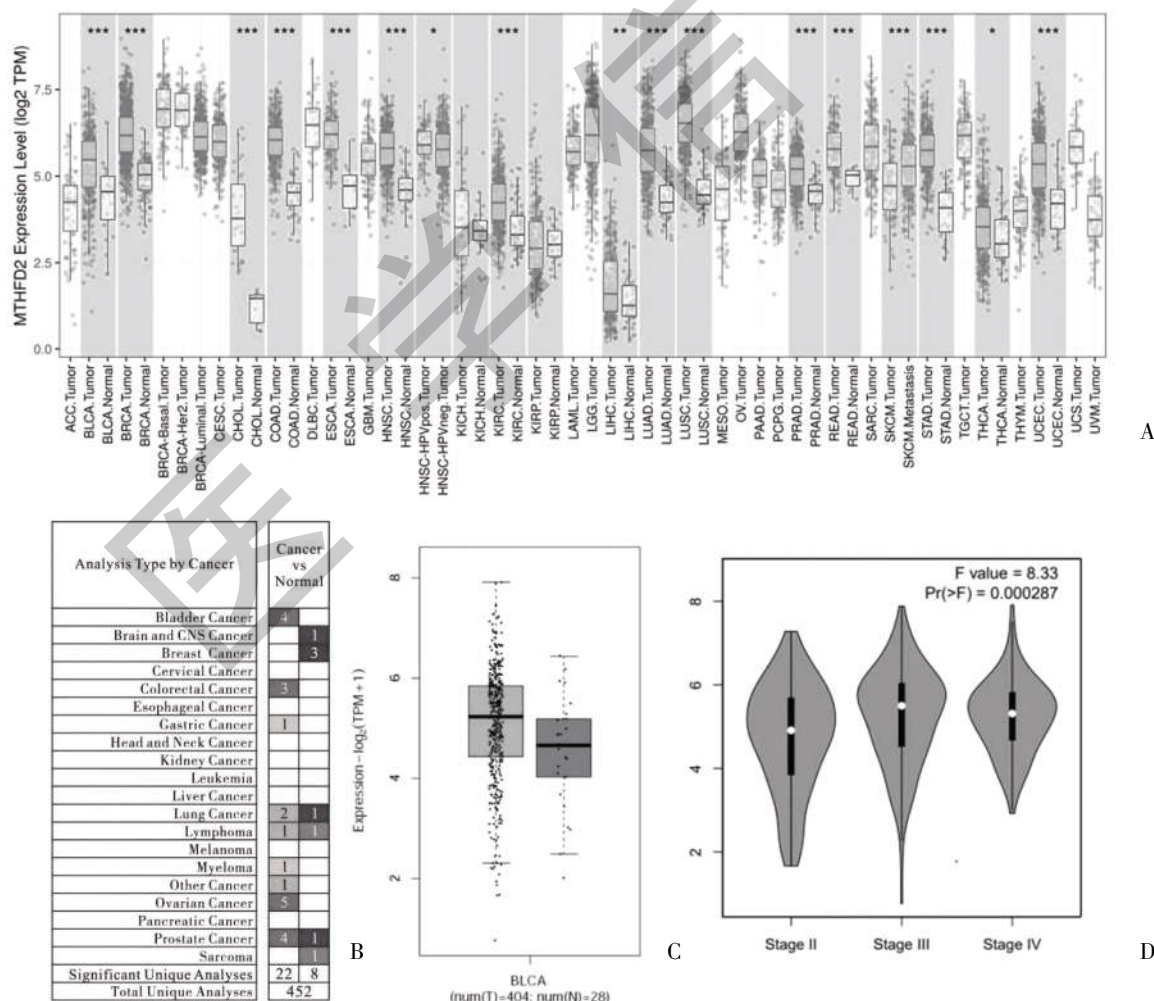 *** *** *** *** *** *** * *** ** *** *** *** *** *** *** * ***
MTHFD2 Expression Level (log2 TPM)
7.5
5.0
2.5
0.0
ACC.Tumor
BLCA.Tumor
BLCA.Normal
BRCA.Tumor
BRCA.Normal
BRCA-Basal.Tumor
BRCA-Her2.Tumor
BRCA-Luminal.Tumor
CESC.Tumor
CHOL.Tumor
CHOL.Normal
COAD.Tumor
COAD.Normal
DLBC.Tumor
ESCA.Tumor
ESCA.Normal
GBM.Tumor
HNSC.Tumor
HNSC.Normal
HNSC-HPVpos.Tumor
HNSC-HPVneg.Tumor
KICH.Tumor
KICH.Normal
KIRC.Tumor
KIRC.Normal
KIRP.Tumor
KIRP.Normal
LAML.Tumor
LGG.Tumor
LIHC.Tumor
LIHC.Normal
LUAD.Tumor
LUAD.Normal
LUSC.Tumor
LUSC.Normal
MESO.Tumor
OV.Tumor
PAAD.Tumor
PCPG.Tumor
PRAD.Tumor
PRAD.Normal
READ.Tumor
READ.Normal
SARC.Tumor
SKCM.Tumor
SKCM.Metastasis
STAD.Tumor
STAD.Normal
TGCT.Tumor
THCA.Tumor
THCA.Normal
THYM.Tumor
UCEC.Tumor
UCEC.Normal
UCS.Tumor
UVM.Tumor
A
Analysis Type by Cancer
Cancer
vs
Normal
Bladder Cancer 4
Brain and CNS Cancer 1
Breast Cancer 3
Cervical Cancer
Colorectal Cancer 3
Esophageal Cancer
Gastric Cancer 1
Head and Neck Cancer
Kidney Cancer
Leukemia
Liver Cancer
Lung Cancer 2 1
Lymphoma 1 1
Melanoma
Myeloma 1
Other Cancer 1
Ovarian Cancer 5
Pancreatic Cancer
Prostate Cancer 4 1
Sarcoma 1
Significant Unique Analyses 22 8
Total Unique Analyses 452
B
Expression−log₂(TPM+1)
8
6
4
2
BLCA
(num(T)=404; num(N)=28)
C
F value = 8.33
Pr(>F) = 0.000287
8
6
4
2
Stage II Stage III Stage IV
D
医学信